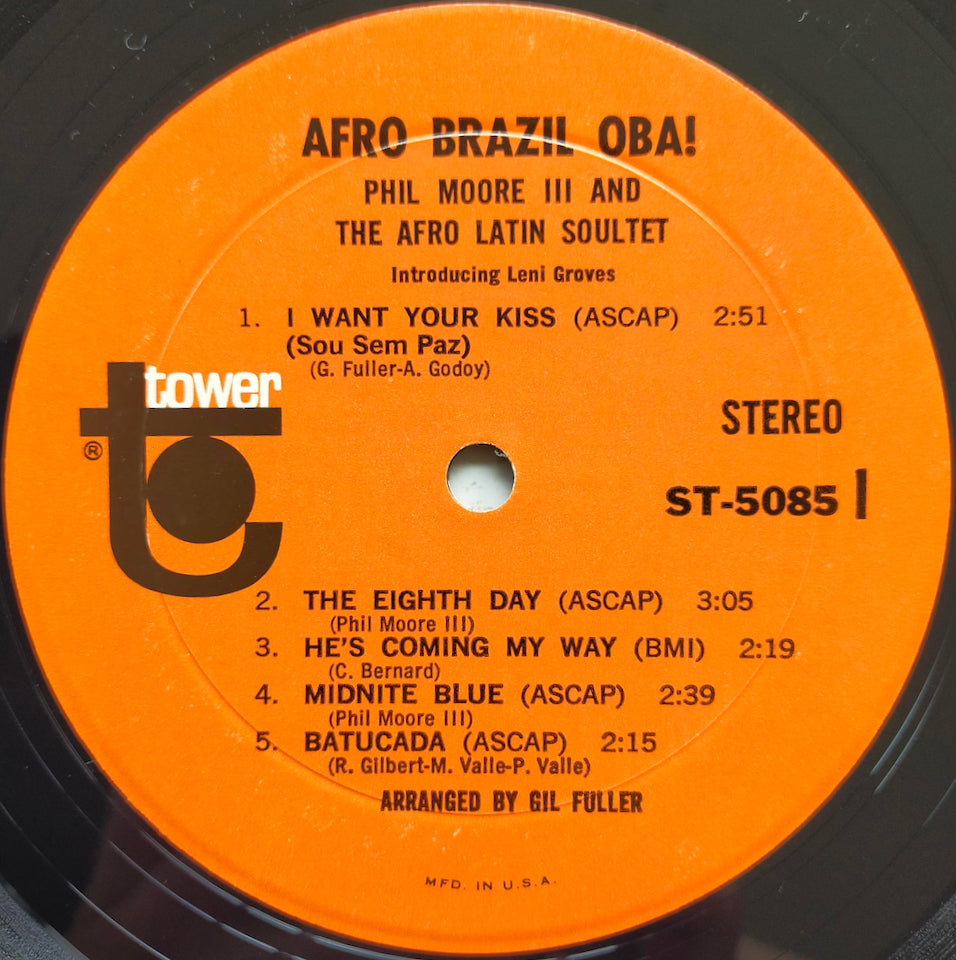 AFRO BRAZIL OBA!
PHIL MOORE III AND
THE AFRO LATIN SOULTET
Introducing Leni Groves
1. I WANT YOUR KISS (ASCAP) 2:51
(Sou Sem Paz)
(G. Fuller-A. Godoy)
tower
®
STEREO
ST-5085 1
2. THE EIGHTH DAY (ASCAP) 3:05
(Phil Moore III)
3. HE'S COMING MY WAY (BMI) 2:19
(C. Bernard)
4. MIDNITE BLUE (ASCAP) 2:39
(Phil Moore III)
5. BATUCADA (ASCAP) 2:15
(R. Gilbert-M. Valle-P. Valle)
ARRANGED BY GIL FULLER
MFD. IN U.S.A.